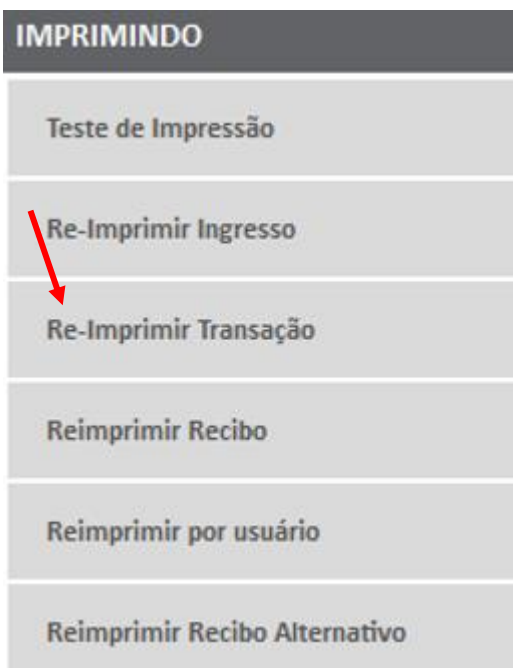 IMPRIMINDO
Teste de Impressão
Re-Imprimir Ingresso
Re-Imprimir Transação
Reimprimir Recibo
Reimprimir por usuário
Reimprimir Recibo Alternativo